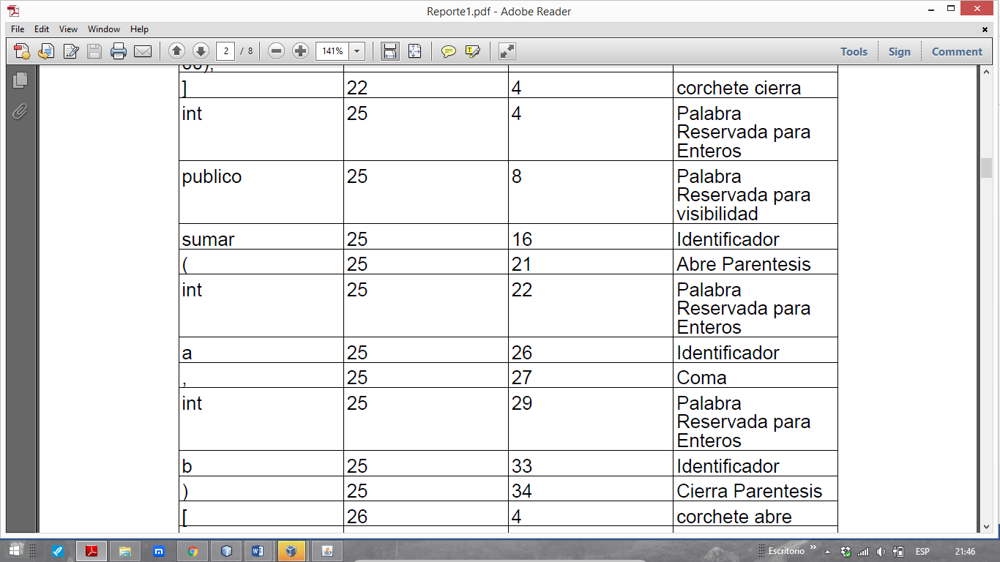 Reporte1.pdf - Adobe Reader
File Edit View Window Help
2 / 8 141% Tools Sign Comment
] 22 4 corchete cierra
int 25 4 Palabra
Reservada para
Enteros
publico 25 8 Palabra
Reservada para
visibilidad
sumar 25 16 Identificador
( 25 21 Abre Parentesis
int 25 22 Palabra
Reservada para
Enteros
a 25 26 Identificador
, 25 27 Coma
int 25 29 Palabra
Reservada para
Enteros
b 25 33 Identificador
) 25 34 Cierra Parentesis
[ 26 4 corchete abre
Escritorio ESP 21:46